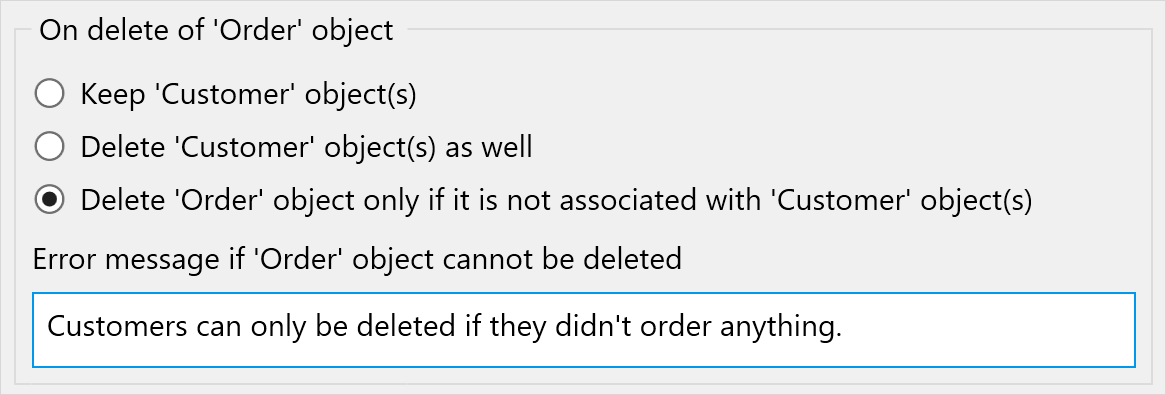 On delete of 'Order' object
Keep 'Customer' object(s)
Delete 'Customer' object(s) as well
Delete 'Order' object only if it is not associated with 'Customer' object(s)
Error message if 'Order' object cannot be deleted
Customers can only be deleted if they didn't order anything.